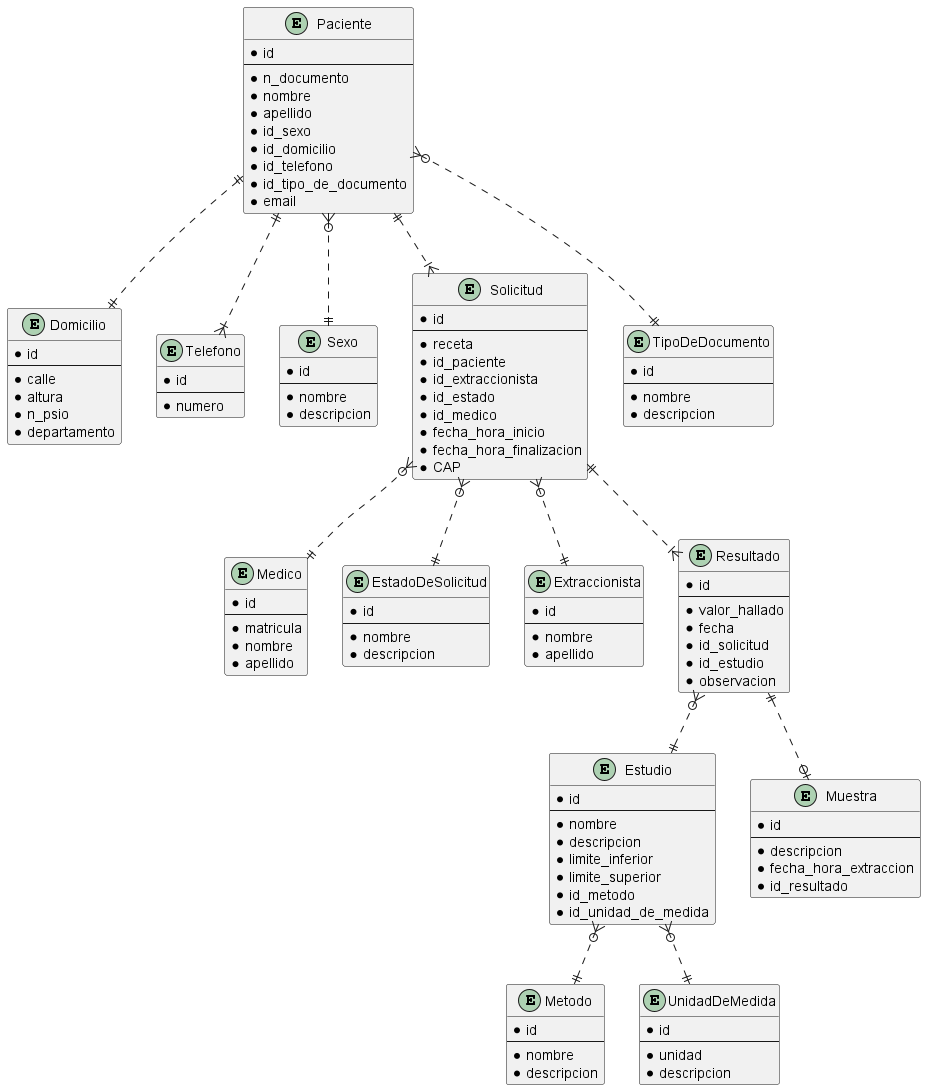 E Paciente
id
n_documento
nombre
apellido
id_sexo
id_domicilio
id_telefono
id_tipo_de_documento
email
E Domicilio
id
calle
altura
n_psio
departamento
E Telefono
id
numero
E Sexo
id
nombre
descripcion
E Solicitud
id
receta
id_paciente
id_extraccionista
id_estado
id_medico
fecha_hora_inicio
fecha_hora_finalizacion
CAP
E TipoDeDocumento
id
nombre
descripcion
E Medico
id
matricula
nombre
apellido
E EstadoDeSolicitud
id
nombre
descripcion
E Extraccionista
id
nombre
apellido
E Resultado
id
valor_hallado
fecha
id_solicitud
id_estudio
observacion
E Estudio
id
nombre
descripcion
limite_inferior
limite_superior
id_metodo
id_unidad_de_medida
E Muestra
id
descripcion
fecha_hora_extraccion
id_resultado
E Metodo
id
nombre
descripcion
E UnidadDeMedida
id
unidad
descripcion